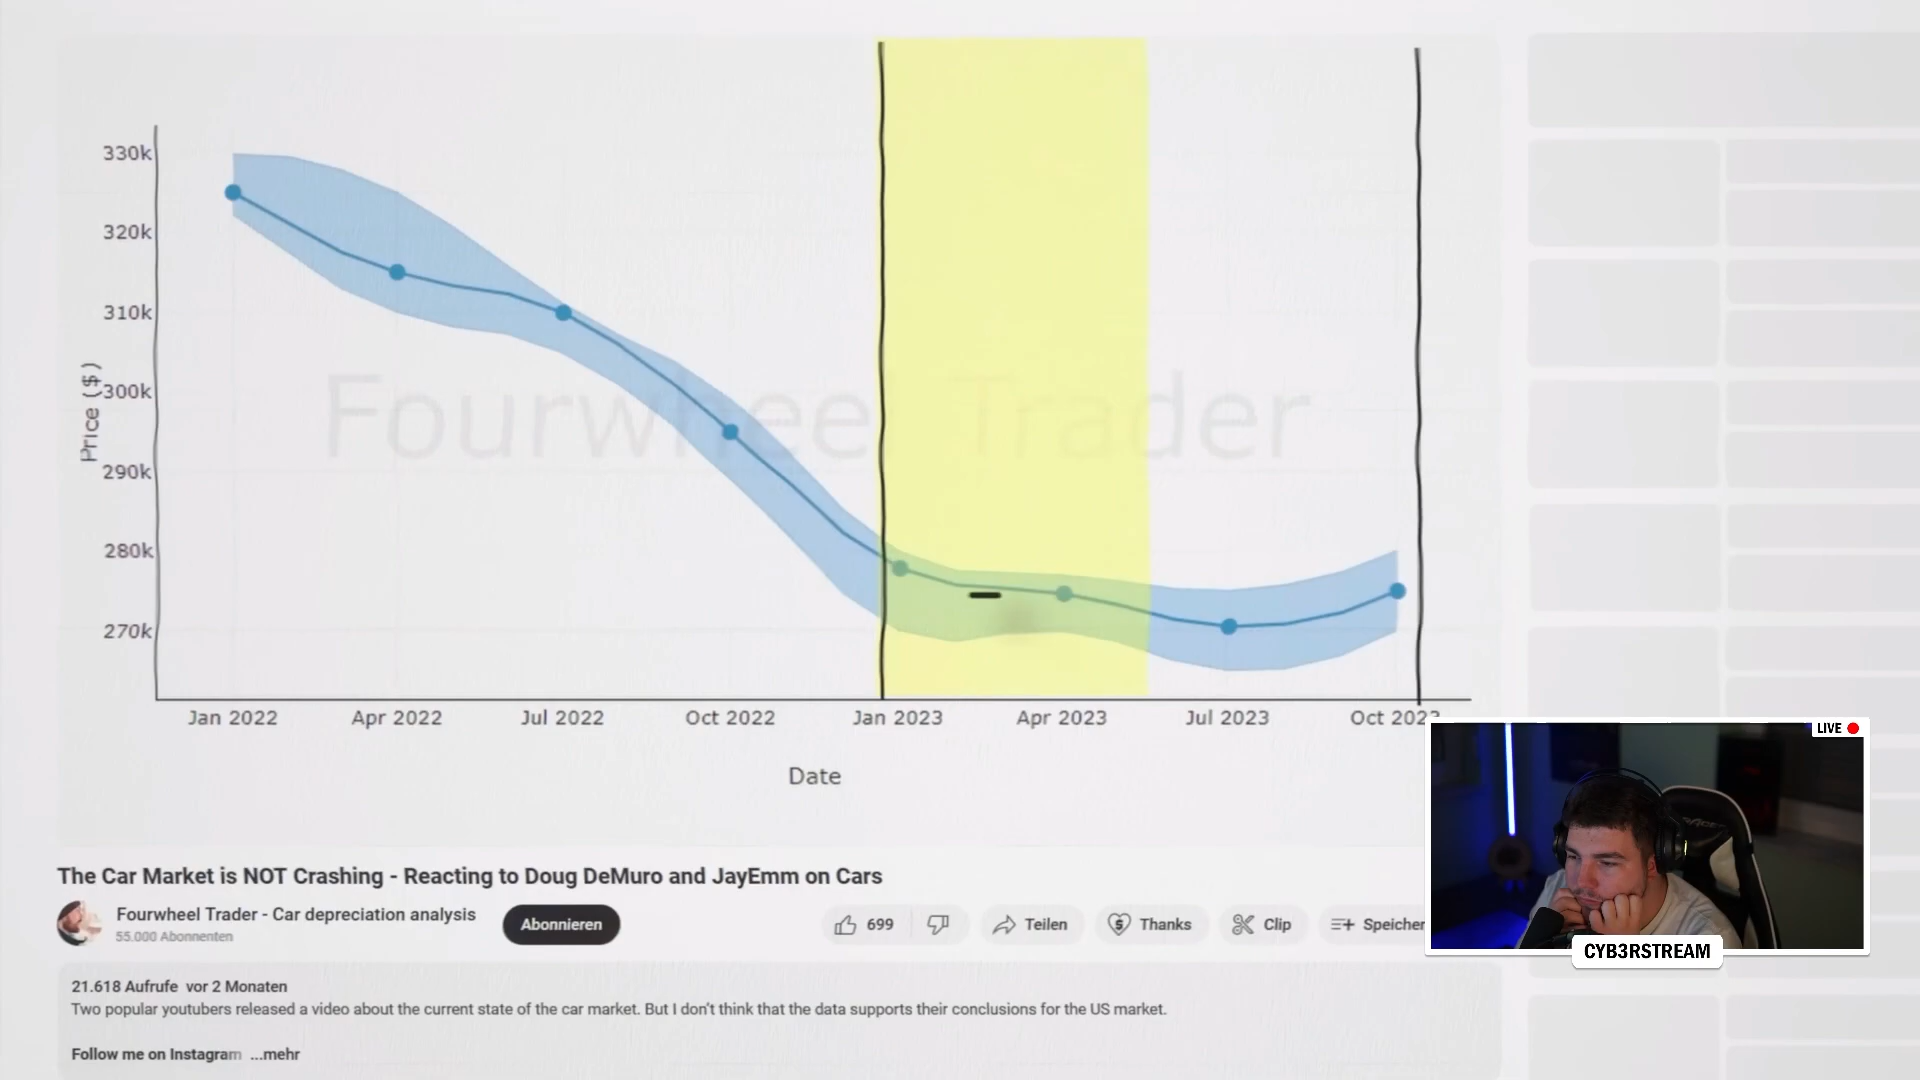 330k
320k
310k
300k
290k
280k
270k
Price ($)
Fourwheel Trader
Jan 2022
Apr 2022
Jul 2022
Oct 2022
Jan 2023
Apr 2023
Jul 2023
Oct 2023
Date
LIVE
CYB3RSTREAM
The Car Market is NOT Crashing - Reacting to Doug DeMuro and JayEmm on Cars
Fourwheel Trader - Car depreciation analysis
55.000 Abonnenten
Abonnieren
699
Teilen
Thanks
Clip
Speicher
21.618 Aufrufe vor 2 Monaten
Two popular youtubers released a video about the current state of the car market. But I don't think that the data supports their conclusions for the US market.
Follow me on Instagram ...mehr